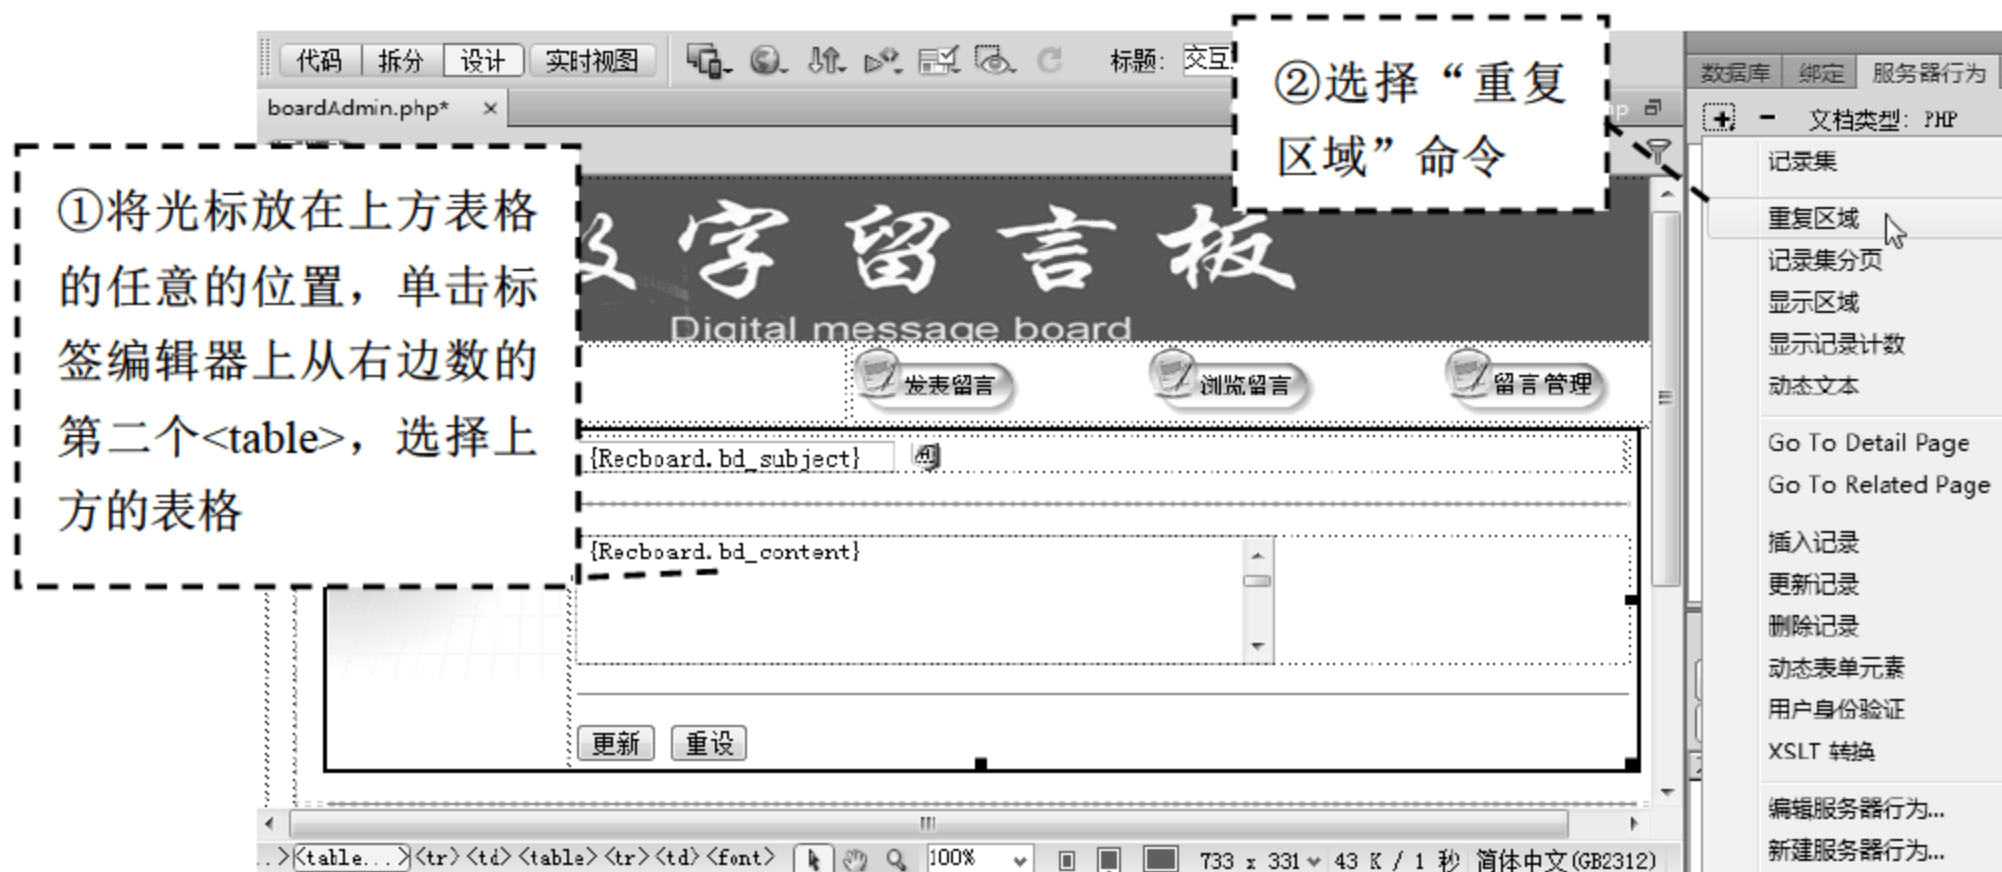 代码 拆分 设计 实时视图 标题: 交互
boardAdmin.php* ×
①将光标放在上方表格
的任意的位置，单击标
签编辑器上从右边数的
第二个<table>，选择上
方的表格
②选择“重复
区域”命令
字留言板
Digital message board
发表留言 浏览留言 留言管理
{Recboard.bd_subject}
{Recboard.bd_content}
更新 重设
..><table...><tr><td><table><tr><td><font> 100% 733 x 331 43 K / 1 秒 简体中文(GB2312)
数据库 绑定 服务器行为
+ − 文档类型: PHP
记录集
重复区域
记录集分页
显示区域
显示记录计数
动态文本
Go To Detail Page
Go To Related Page
插入记录
更新记录
删除记录
动态表单元素
用户身份验证
XSLT 转换
编辑服务器行为...
新建服务器行为...